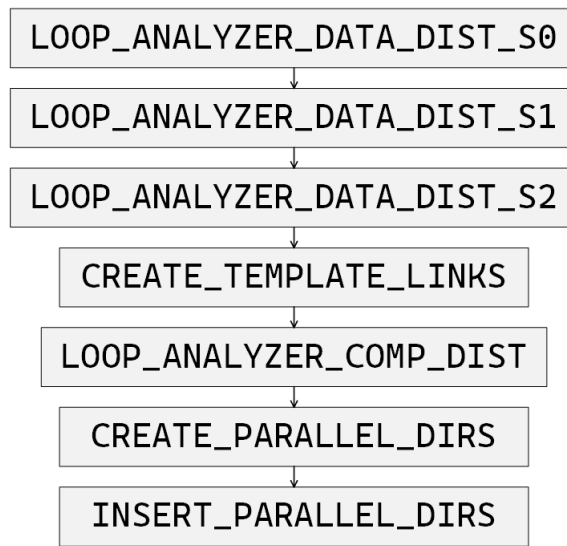 LOOP_ANALYZER_DATA_DIST_S0
LOOP_ANALYZER_DATA_DIST_S1
LOOP_ANALYZER_DATA_DIST_S2
CREATE_TEMPLATE_LINKS
LOOP_ANALYZER_COMP_DIST
CREATE_PARALLEL_DIRS
INSERT_PARALLEL_DIRS